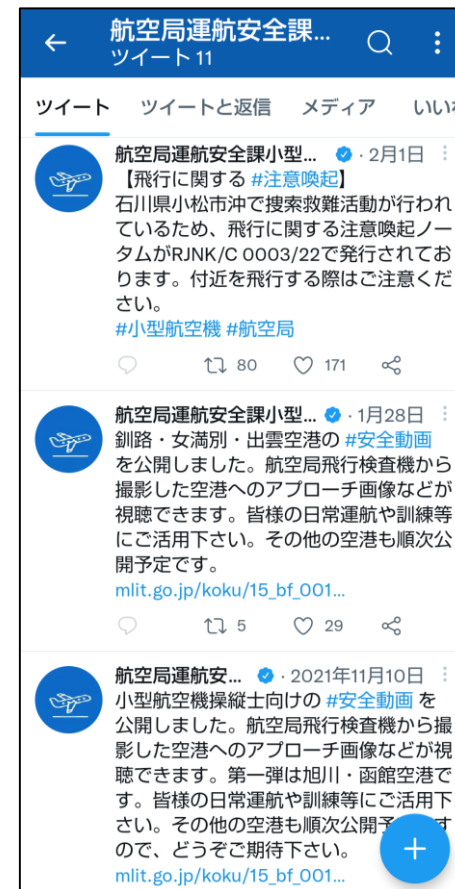 航空局運航安全課...
ツイート 11
ツイート ツイートと返信 メディア いいね
航空局運航安全課小型... · 2月1日
【飛行に関する #注意喚起】
石川県小松市沖で捜索救難活動が行われ
ているため、飛行に関する注意喚起ノー
タムがRJNK/C 0003/22で発行されてお
ります。付近を飛行する際はご注意くだ
さい。
#小型航空機 #航空局
80 171
航空局運航安全課小型... · 1月28日
釧路・女満別・出雲空港の #安全動画
を公開しました。航空局飛行検査機から
撮影した空港へのアプローチ画像などが
視聴できます。皆様の日常運航や訓練等
にご活用下さい。その他の空港も順次公
開予定です。
mlit.go.jp/koku/15_bf_001...
5 29
航空局運航安... · 2021年11月10日
小型航空機操縦士向けの #安全動画 を
公開しました。航空局飛行検査機から撮
影した空港へのアプローチ画像などが視
聴できます。第一弾は旭川・函館空港で
す。皆様の日常運航や訓練等にご活用下
さい。その他の空港も順次公開予 す
ので、どうぞご期待下さい。
mlit.go.jp/koku/15_bf_001...